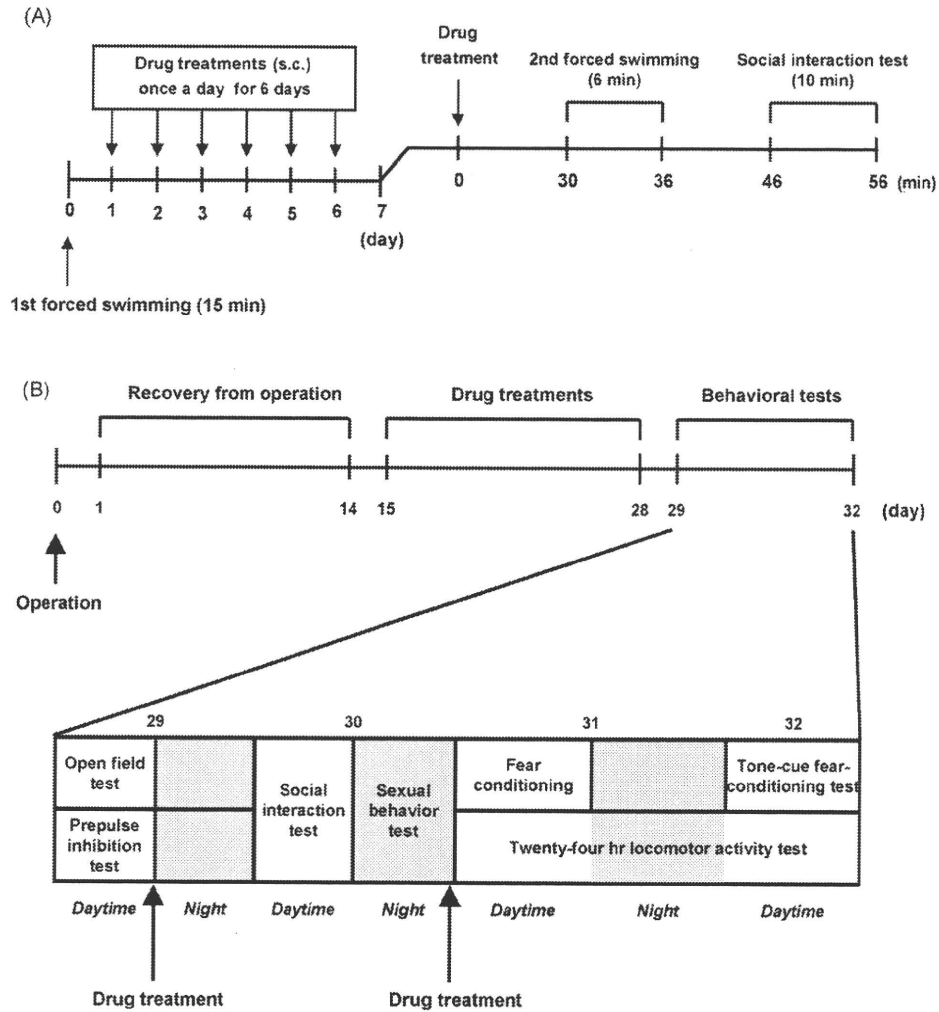 (A)
Drug treatments (s.c.)
once a day for 6 days
Drug
treatment
2nd forced swimming
(6 min)
Social interaction test
(10 min)
0 1 2 3 4 5 6 7
(day)
0 30 36 46 56 (min)
1st forced swimming (15 min)
(B)
Recovery from operation
Drug treatments
Behavioral tests
0 1 14 15 28 29 32 (day)
Operation
29 30 31 32
Open field
test
Prepulse
inhibition
test
Social
interaction
test
Sexual
behavior
test
Fear
conditioning
Tone-cue fear-
conditioning test
Twenty-four hr locomotor activity test
Daytime Night Daytime Night Daytime Night Daytime
Drug treatment
Drug treatment